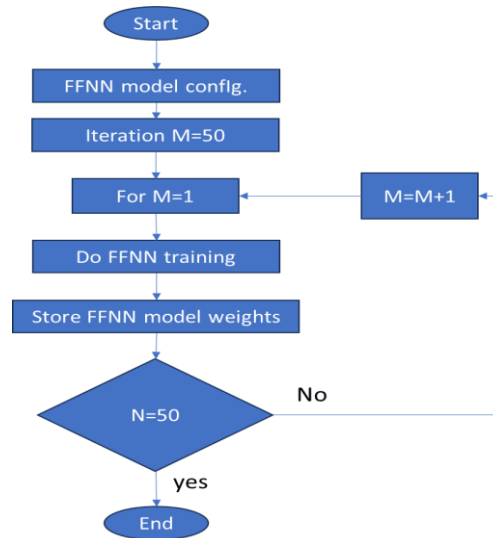 Start
FFNN model confIg.
Iteration M=50
For M=1
M=M+1
Do FFNN training
Store FFNN model weights
No
N=50
yes
End